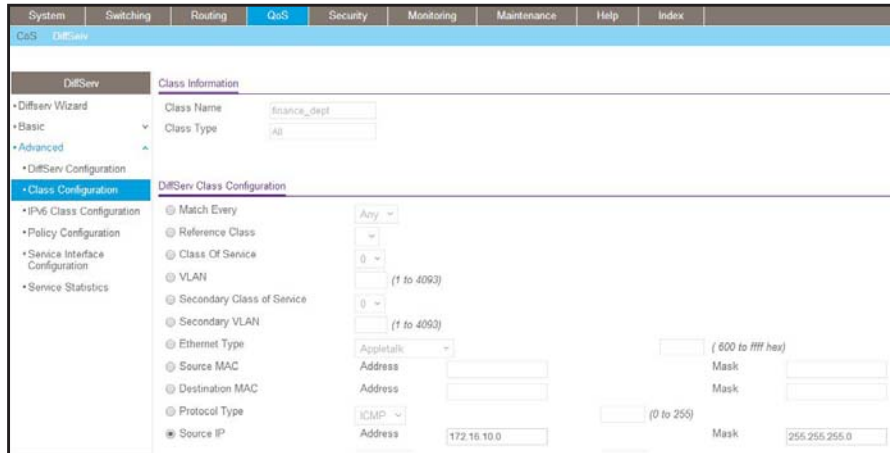 System Switching Routing QoS Security Monitoring Maintenance Help Index
CoS DiffServ
DiffServ
• Diffserv Wizard
• Basic
• Advanced
• DiffServ Configuration
• Class Configuration
• IPv6 Class Configuration
• Policy Configuration
• Service Interface
Configuration
• Service Statistics
Class Information
Class Name finance_dept
Class Type All
DiffServ Class Configuration
Match Every Any
Reference Class
Class Of Service 0
VLAN (1 to 4093)
Secondary Class of Service 0
Secondary VLAN (1 to 4093)
Ethernet Type Appletalk ( 600 to ffff hex)
Source MAC Address Mask
Destination MAC Address Mask
Protocol Type ICMP (0 to 255)
Source IP Address 172.16.10.0 Mask 255.255.255.0